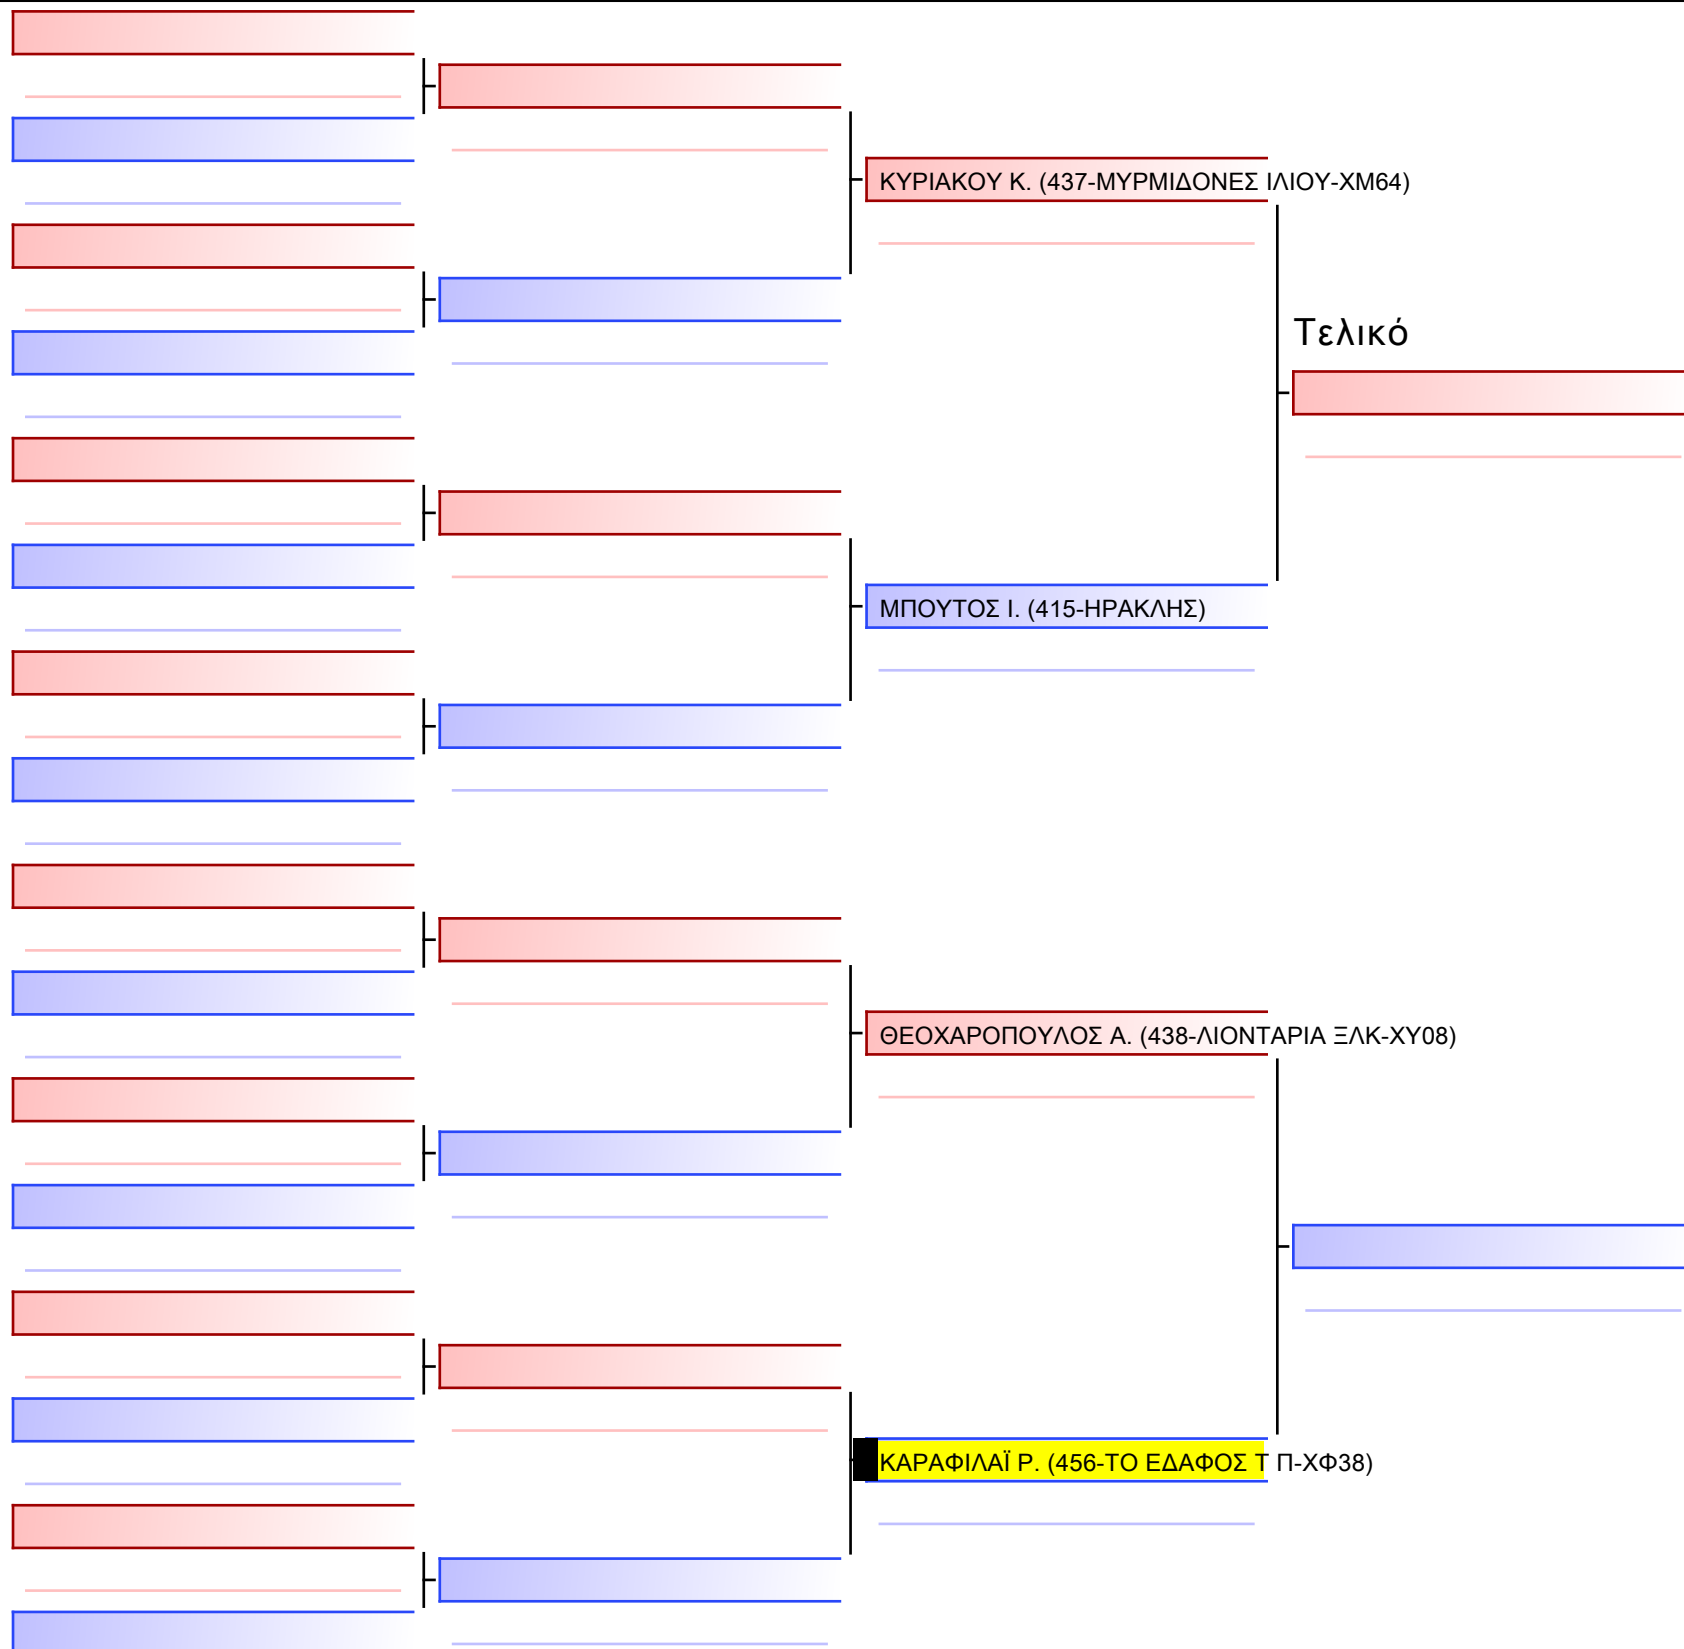 ΚΥΡΙΑΚΟΥ Κ. (437-ΜΥΡΜΙΔΟΝΕΣ ΙΛΙΟΥ-ΧΜ64)
Τελικό
ΜΠΟΥΤΟΣ Ι. (415-ΗΡΑΚΛΗΣ)
ΘΕΟΧΑΡΟΠΟΥΛΟΣ Α. (438-ΛΙΟΝΤΑΡΙΑ ΞΛΚ-ΧΥ08)
ΚΑΡΑΦΙΛΑΪ Ρ. (456-ΤΟ ΕΔΑΦΟΣ Τ Π-ΧΦ38)